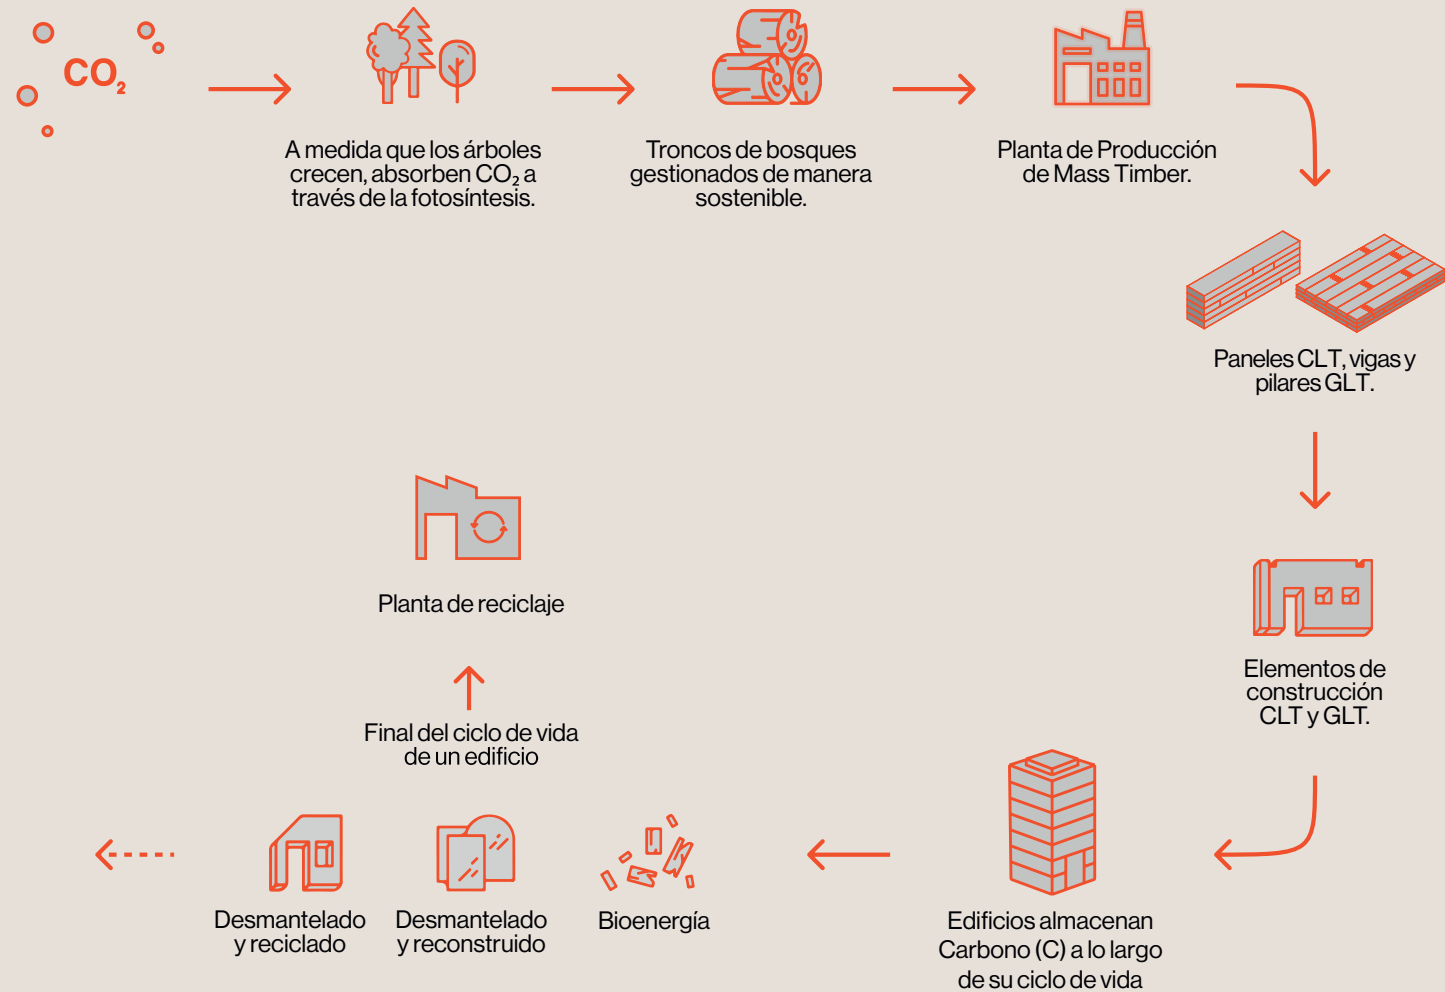 CO₂
A medida que los árboles
crecen, absorben CO₂ a
través de la fotosíntesis.
Troncos de bosques
gestionados de manera
sostenible.
Planta de Producción
de Mass Timber.
Paneles CLT, vigas y
pilares GLT.
Elementos de
construcción
CLT y GLT.
Edificios almacenan
Carbono (C) a lo largo
de su ciclo de vida
Bioenergía
Desmantelado
y reconstruido
Desmantelado
y reciclado
Final del ciclo de vida
de un edificio
Planta de reciclaje